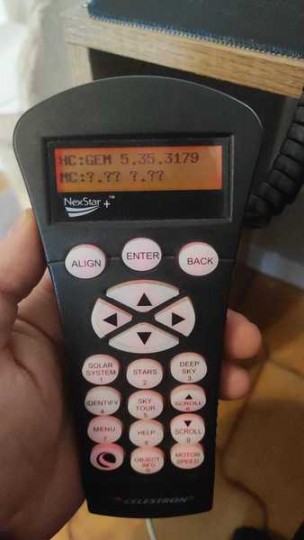 HC:GEM 5.35.3179
MC:?.?? ?.??
NexStar+™
ALIGN ENTER BACK
SOLAR SYSTEM 1
STARS 2
DEEP SKY 3
IDENTIFY 4
SKY TOUR 5
SCROLL 6
MENU 7
HELP 8
SCROLL 9
OBJECT INFO 0
MOTOR SPEED
CELESTRON